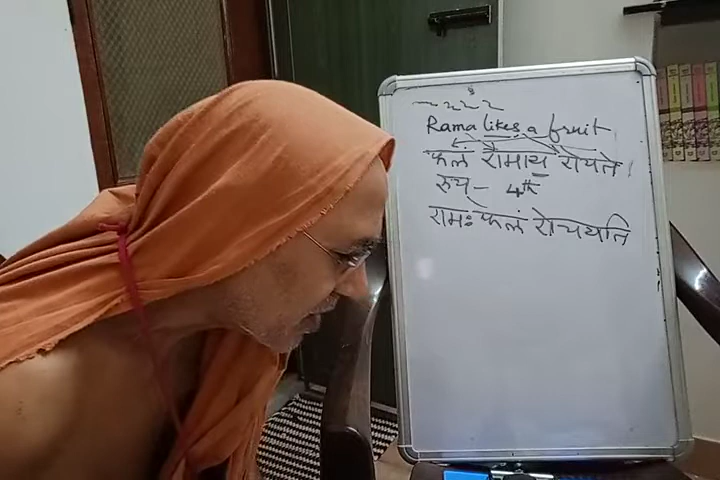 Rama likes a fruit
फलं रामाय रोचते
रुच - 4th
रामः फलं रोचयति